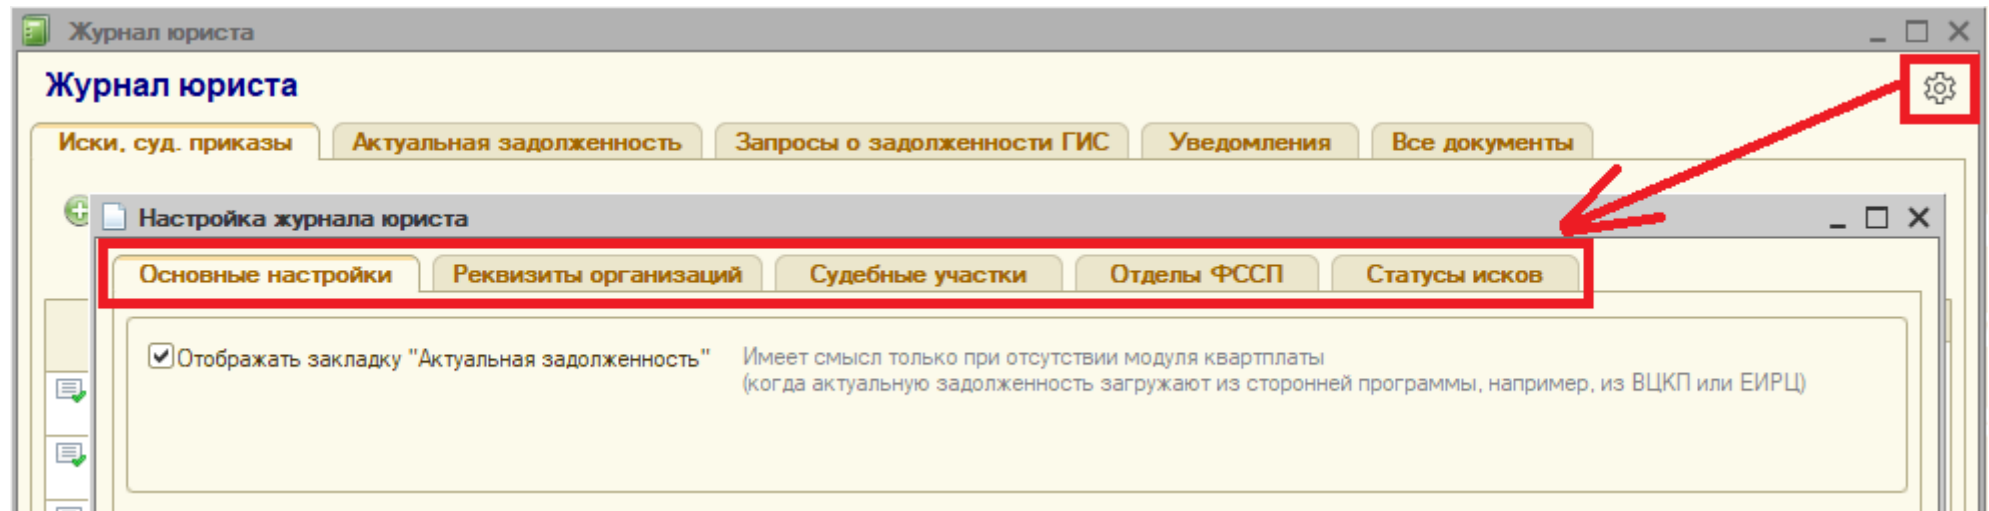 Журнал юриста
Журнал юриста
Иски, суд. приказы Актуальная задолженность Запросы о задолженности ГИС Уведомления Все документы
Настройка журнала юриста
Основные настройки Реквизиты организаций Судебные участки Отделы ФССП Статусы исков
Отображать закладку "Актуальная задолженность" Имеет смысл только при отсутствии модуля квартплаты
(когда актуальную задолженность загружают из сторонней программы, например, из ВЦКП или ЕИРЦ)